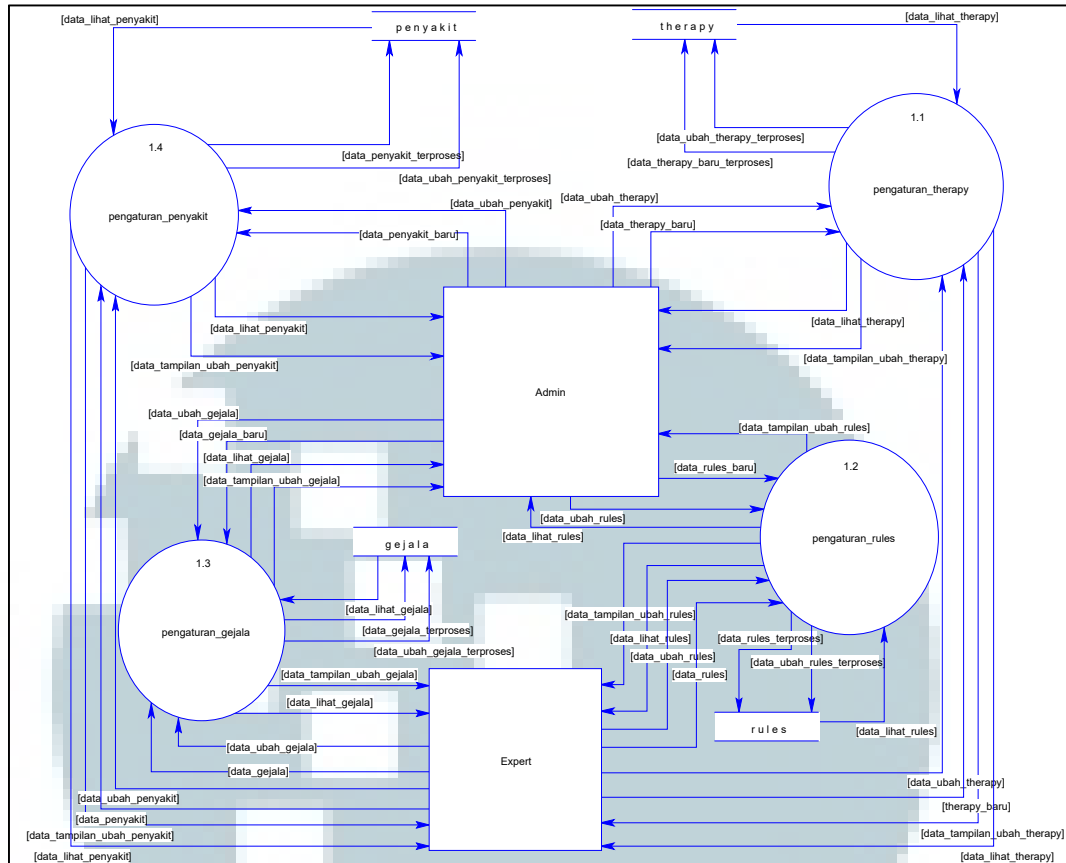 [data_lihat_penyakit]
p e n y a k i t
t h e r a p y
[data_lihat_therapy]
1.4
pengaturan_penyakit
[data_penyakit_terproses]
[data_ubah_penyakit_terproses]
[data_ubah_penyakit]
[data_penyakit_baru]
[data_ubah_therapy_terproses]
[data_therapy_baru_terproses]
1.1
pengaturan_therapy
[data_ubah_therapy]
[data_therapy_baru]
[data_lihat_penyakit]
[data_tampilan_ubah_penyakit]
[data_lihat_therapy]
[data_tampilan_ubah_therapy]
Admin
[data_ubah_gejala]
[data_gejala_baru]
[data_lihat_gejala]
[data_tampilan_ubah_gejala]
[data_tampilan_ubah_rules]
[data_rules_baru]
[data_ubah_rules]
[data_lihat_rules]
1.2
pengaturan_rules
g e j a l a
1.3
pengaturan_gejala
[data_lihat_gejala]
[data_gejala_terproses]
[data_ubah_gejala_terproses]
[data_tampilan_ubah_rules]
[data_lihat_rules]
[data_ubah_rules]
[data_rules]
[data_rules_terproses]
[data_ubah_rules_terproses]
r u l e s
[data_lihat_rules]
[data_tampilan_ubah_gejala]
[data_lihat_gejala]
[data_ubah_gejala]
[data_gejala]
Expert
[data_ubah_penyakit]
[data_penyakit]
[data_tampilan_ubah_penyakit]
[data_lihat_penyakit]
[data_ubah_therapy]
[therapy_baru]
[data_tampilan_ubah_therapy]
[data_lihat_therapy]